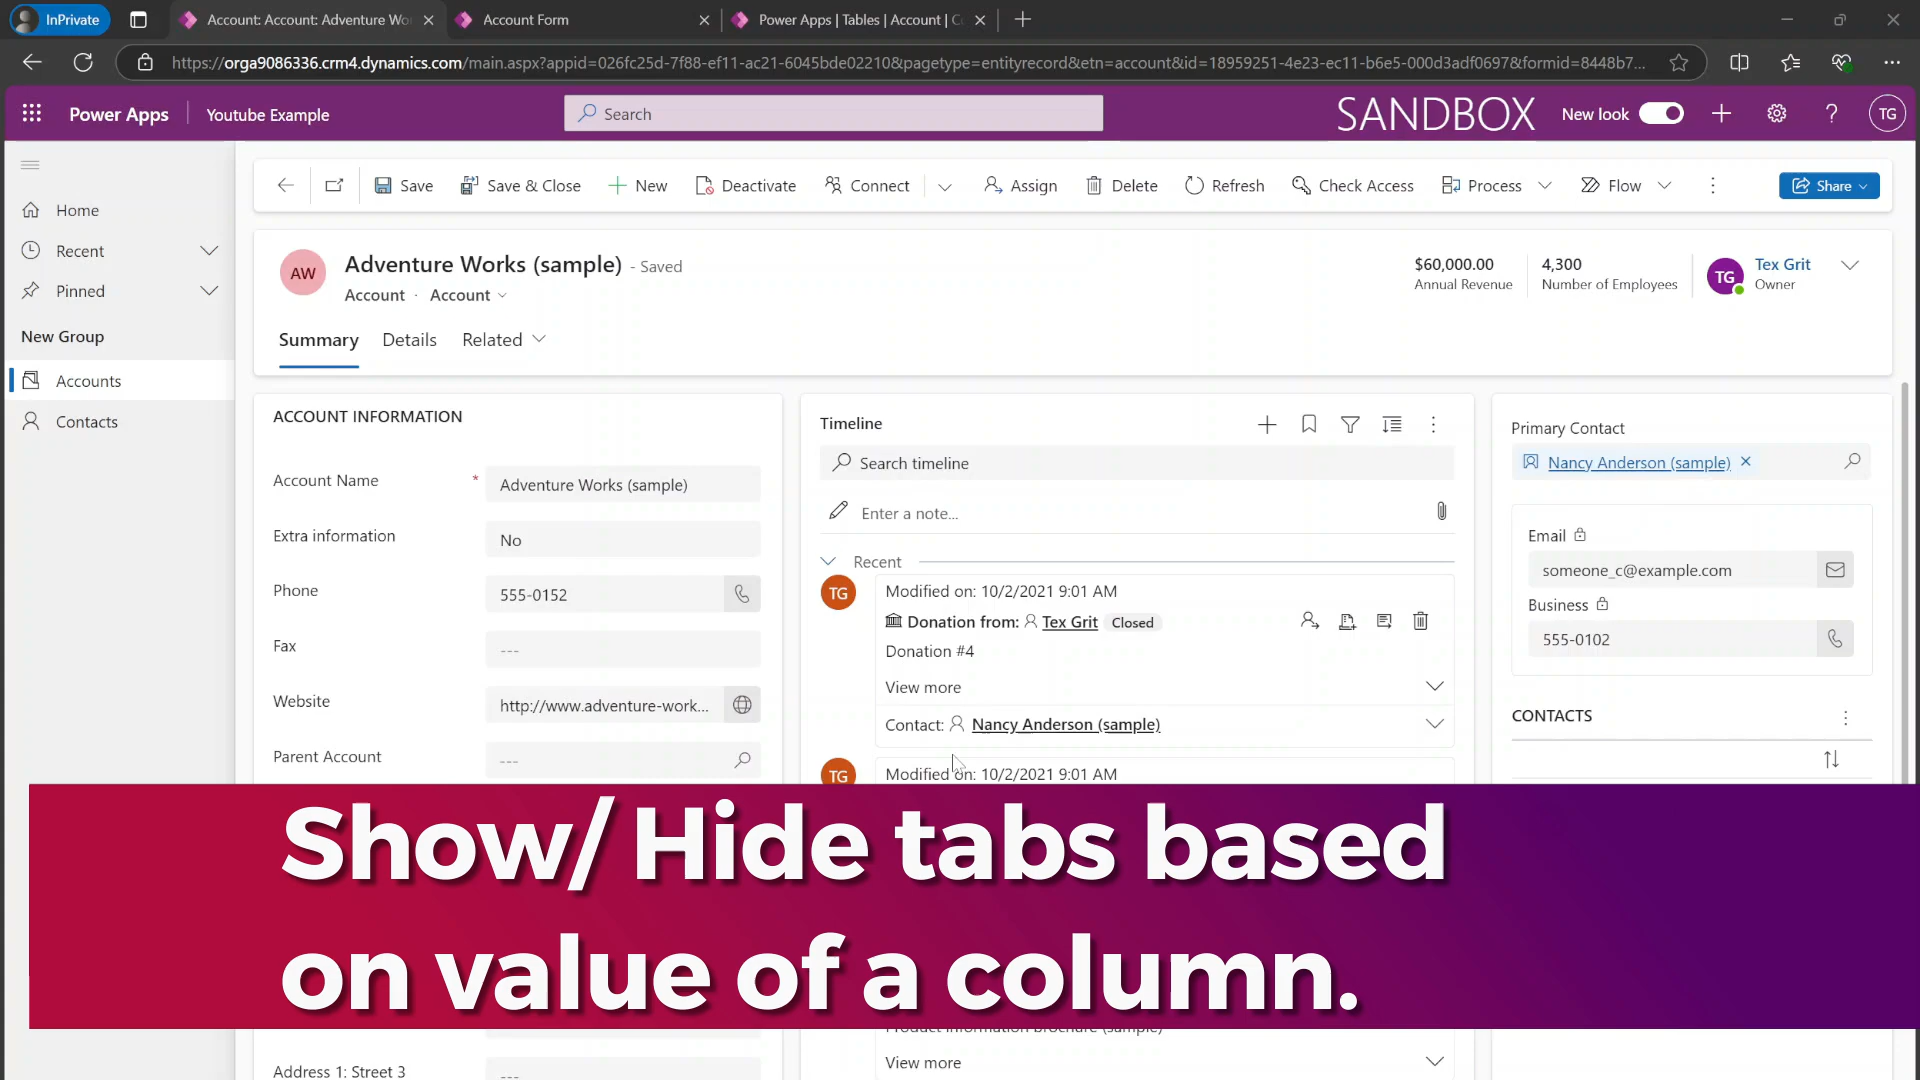 InPrivate
Account: Account: Adventure Wo
Account Form
Power Apps | Tables | Account | C
https://orga9086336.crm4.dynamics.com/main.aspx?appid=026fc25d-7f88-ef11-ac21-6045bde02210&pagetype=entityrecord&etn=account&id=18959251-4e23-ec11-b6e5-000d3adf0697&formid=8448b7...
Power Apps
Youtube Example
Search
SANDBOX
New look
TG
Save
Save & Close
New
Deactivate
Connect
Assign
Delete
Refresh
Check Access
Process
Flow
Share
Home
Recent
Pinned
New Group
Accounts
Contacts
AW
Adventure Works (sample) - Saved
Account · Account
$60,000.00
Annual Revenue
4,300
Number of Employees
TG
Tex Grit
Owner
Summary
Details
Related
ACCOUNT INFORMATION
Account Name *
Adventure Works (sample)
Extra information
No
Phone
555-0152
Fax
---
Website
http://www.adventure-work...
Parent Account
---
Address 1: Street 3
---
Timeline
Search timeline
Enter a note...
Recent
TG
Modified on: 10/2/2021 9:01 AM
Donation from: Tex Grit Closed
Donation #4
View more
Contact: Nancy Anderson (sample)
TG
Modified on: 10/2/2021 9:01 AM
Product information brochure (sample)
View more
Primary Contact
Nancy Anderson (sample)
Email
someone_c@example.com
Business
555-0102
CONTACTS
Show/ Hide tabs based
on value of a column.